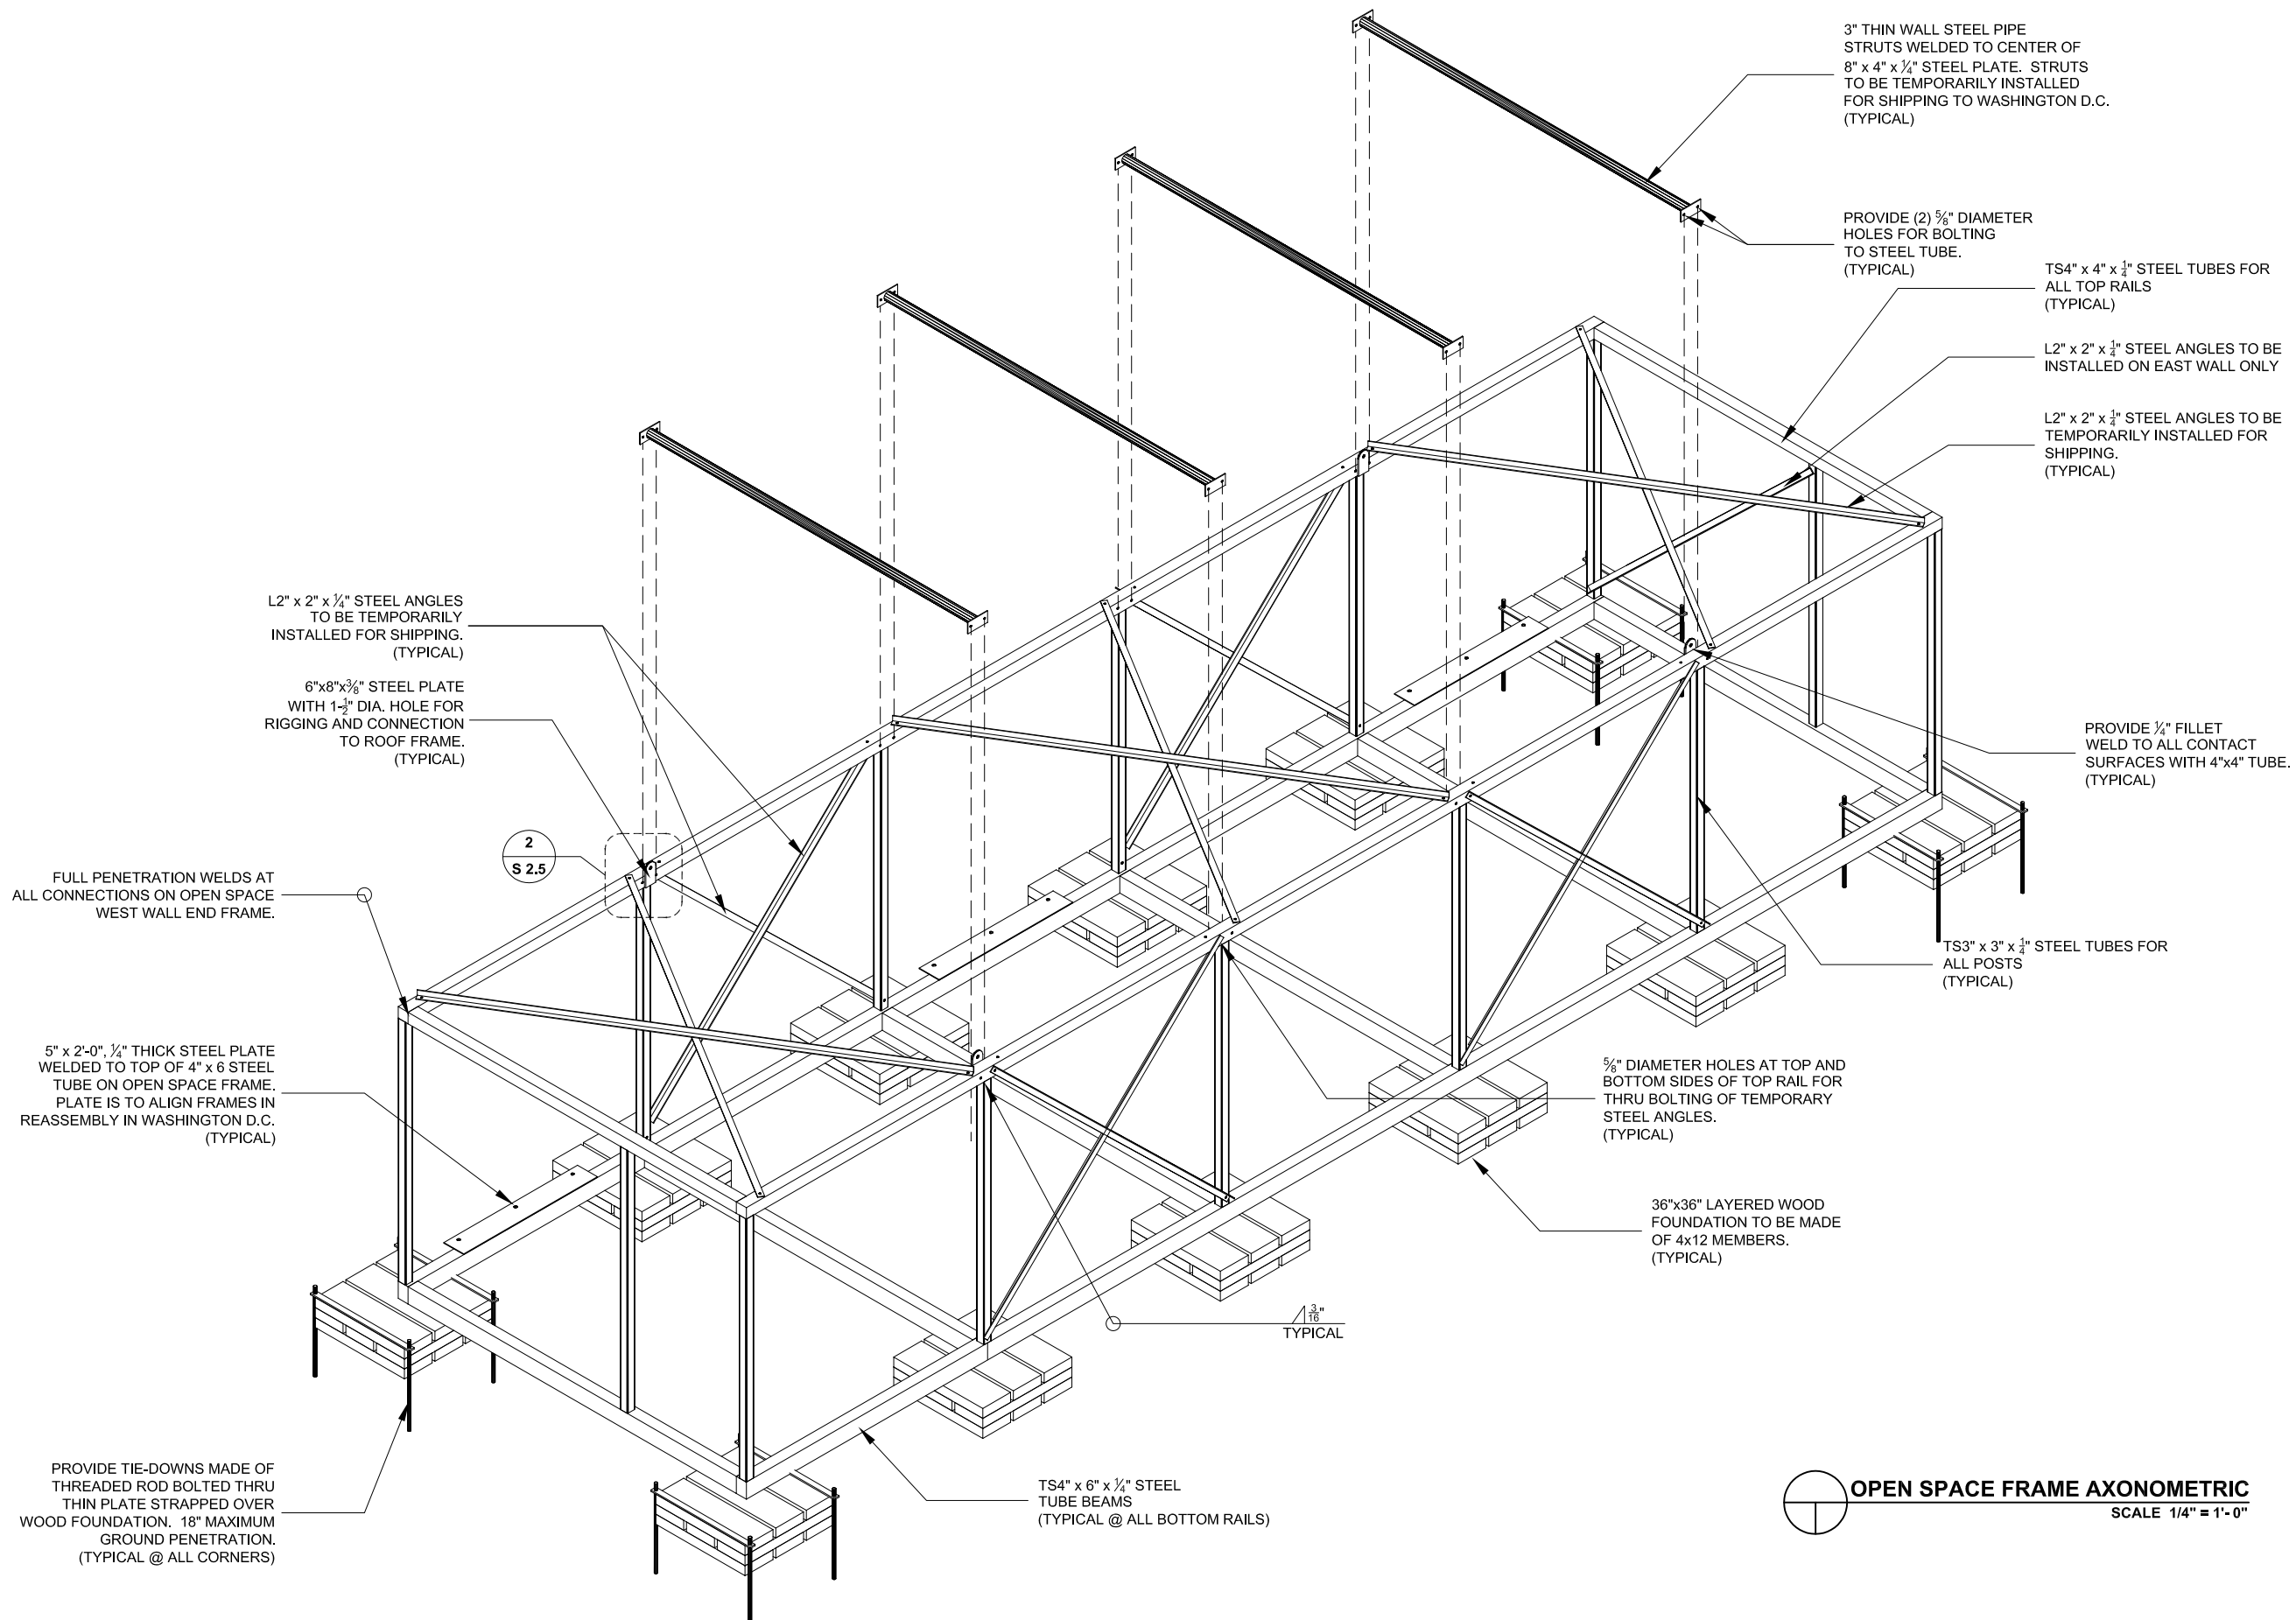 3" THIN WALL STEEL PIPE
STRUTS WELDED TO CENTER OF
8" x 4" x ¼" STEEL PLATE. STRUTS
TO BE TEMPORARILY INSTALLED
FOR SHIPPING TO WASHINGTON D.C.
(TYPICAL)
PROVIDE (2) ⅝" DIAMETER
HOLES FOR BOLTING
TO STEEL TUBE.
(TYPICAL)
TS4" x 4" x ¼" STEEL TUBES FOR
ALL TOP RAILS
(TYPICAL)
L2" x 2" x ¼" STEEL ANGLES TO BE
INSTALLED ON EAST WALL ONLY
L2" x 2" x ¼" STEEL ANGLES TO BE
TEMPORARILY INSTALLED FOR
SHIPPING.
(TYPICAL)
L2" x 2" x ¼" STEEL ANGLES
TO BE TEMPORARILY
INSTALLED FOR SHIPPING.
(TYPICAL)
6"x8"x⅜" STEEL PLATE
WITH 1-½" DIA. HOLE FOR
RIGGING AND CONNECTION
TO ROOF FRAME.
(TYPICAL)
2
S 2.5
FULL PENETRATION WELDS AT
ALL CONNECTIONS ON OPEN SPACE
WEST WALL END FRAME.
PROVIDE ¼" FILLET
WELD TO ALL CONTACT
SURFACES WITH 4"x4" TUBE.
(TYPICAL)
TS3" x 3" x ¼" STEEL TUBES FOR
ALL POSTS
(TYPICAL)
5" x 2'-0", ¼" THICK STEEL PLATE
WELDED TO TOP OF 4" x 6 STEEL
TUBE ON OPEN SPACE FRAME.
PLATE IS TO ALIGN FRAMES IN
REASSEMBLY IN WASHINGTON D.C.
(TYPICAL)
⅝" DIAMETER HOLES AT TOP AND
BOTTOM SIDES OF TOP RAIL FOR
THRU BOLTING OF TEMPORARY
STEEL ANGLES.
(TYPICAL)
36"x36" LAYERED WOOD
FOUNDATION TO BE MADE
OF 4x12 MEMBERS.
(TYPICAL)
3/16"
TYPICAL
PROVIDE TIE-DOWNS MADE OF
THREADED ROD BOLTED THRU
THIN PLATE STRAPPED OVER
WOOD FOUNDATION. 18" MAXIMUM
GROUND PENETRATION.
(TYPICAL @ ALL CORNERS)
TS4" x 6" x ¼" STEEL
TUBE BEAMS
(TYPICAL @ ALL BOTTOM RAILS)
OPEN SPACE FRAME AXONOMETRIC
SCALE 1/4" = 1'- 0"